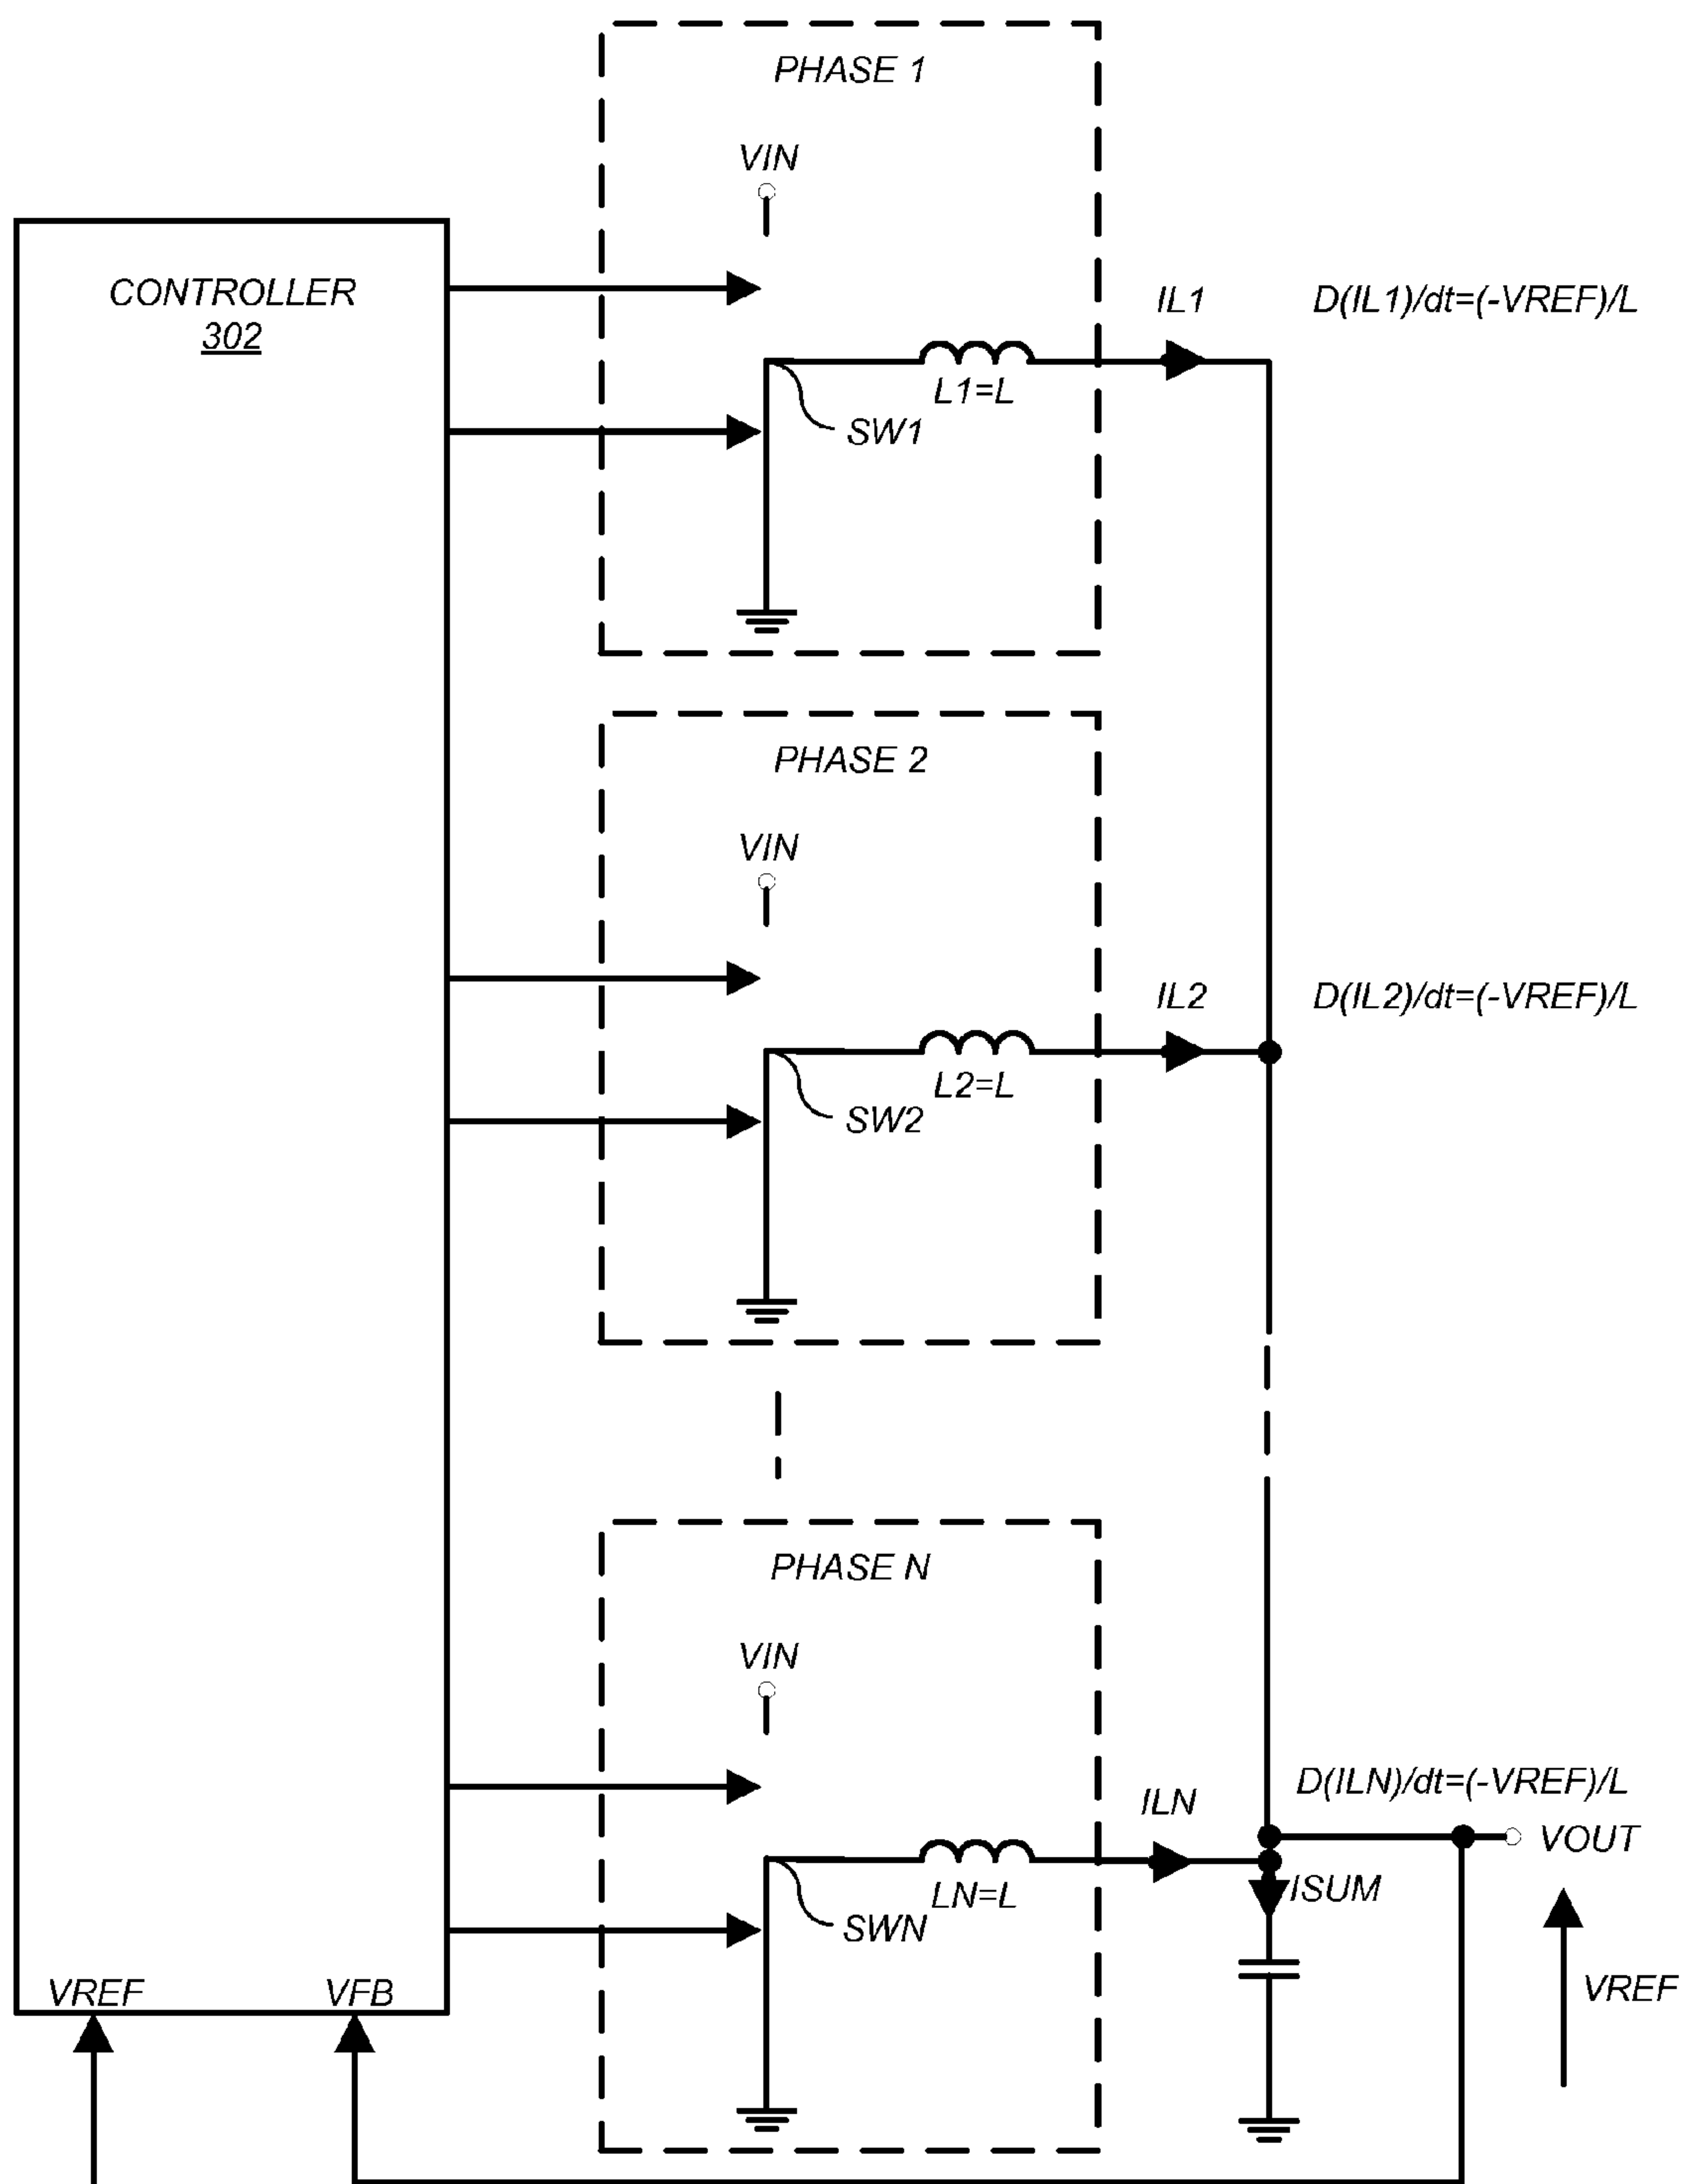 PHASE 1
VIN
CONTROLLER
302
IL1
D(IL1)/dt=(-VREF)/L
L1=L
SW1
PHASE 2
VIN
IL2
D(IL2)/dt=(-VREF)/L
L2=L
SW2
PHASE N
VIN
ILN
D(ILN)/dt=(-VREF)/L
VOUT
LN=L
ISUM
SWN
VREF
VFB
VREF